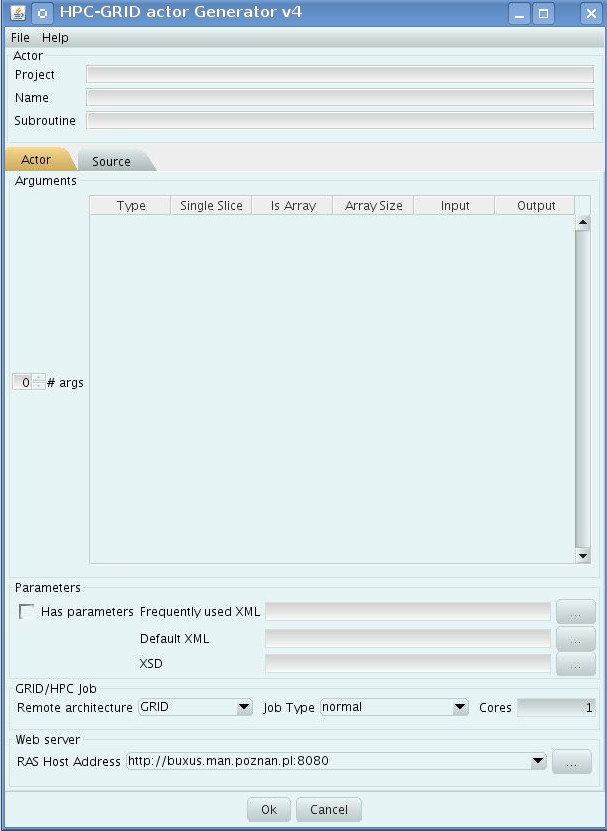 HPC-GRID actor Generator v4
File Help
Actor
Project
Name
Subroutine
Actor Source
Arguments
Type Single Slice Is Array Array Size Input Output
0 # args
Parameters
Has parameters Frequently used XML ...
Default XML ...
XSD ...
GRID/HPC Job
Remote architecture GRID Job Type normal Cores 1
Web server
RAS Host Address http://buxus.man.poznan.pl:8080 ...
Ok Cancel